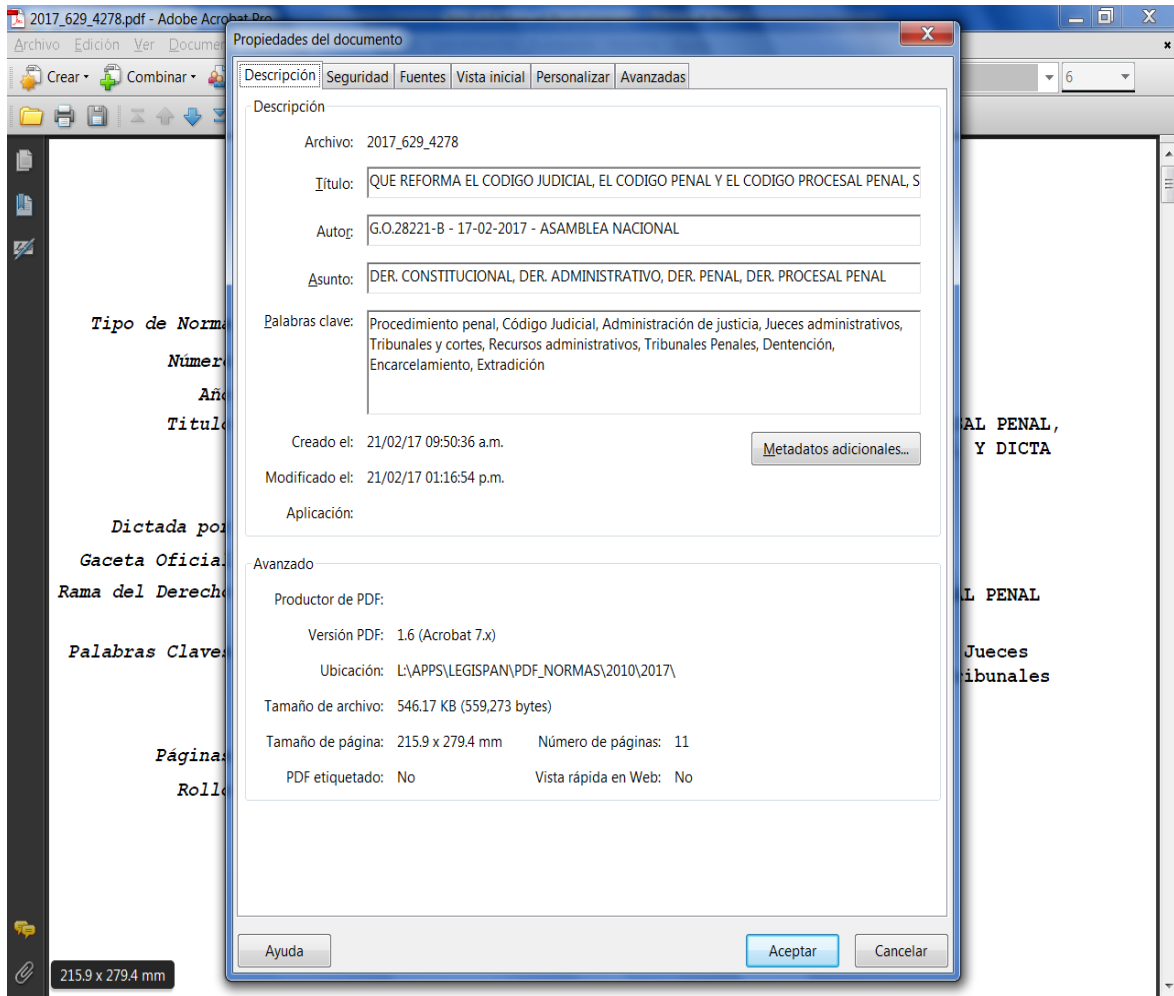 2017_629_4278.pdf - Adobe Acrobat Pro
Archivo Edición Ver
Crear Combinar
6
Propiedades del documento
Descripción Seguridad Fuentes Vista inicial Personalizar Avanzadas
Descripción
Archivo: 2017_629_4278
Título: QUE REFORMA EL CODIGO JUDICIAL, EL CODIGO PENAL Y EL CODIGO PROCESAL PENAL, S
Autor: G.O.28221-B - 17-02-2017 - ASAMBLEA NACIONAL
Asunto: DER. CONSTITUCIONAL, DER. ADMINISTRATIVO, DER. PENAL, DER. PROCESAL PENAL
Palabras clave: Procedimiento penal, Código Judicial, Administración de justicia, Jueces administrativos,
Tribunales y cortes, Recursos administrativos, Tribunales Penales, Dentención,
Encarcelamiento, Extradición
Creado el: 21/02/17 09:50:36 a.m.
Metadatos adicionales...
Modificado el: 21/02/17 01:16:54 p.m.
Aplicación:
Avanzado
Productor de PDF:
Versión PDF: 1.6 (Acrobat 7.x)
Ubicación: L:\APPS\LEGISPAN\PDF_NORMAS\2010\2017\
Tamaño de archivo: 546.17 KB (559,273 bytes)
Tamaño de página: 215.9 x 279.4 mm Número de páginas: 11
PDF etiquetado: No Vista rápida en Web: No
Ayuda Aceptar Cancelar
Tipo de Norma
Número
Año
Titulo AL PENAL,
Y DICTA
Dictada por
Gaceta Oficial
Rama del Derecho L PENAL
Palabras Claves Jueces
ibunales
Páginas
Rollo
215.9 x 279.4 mm